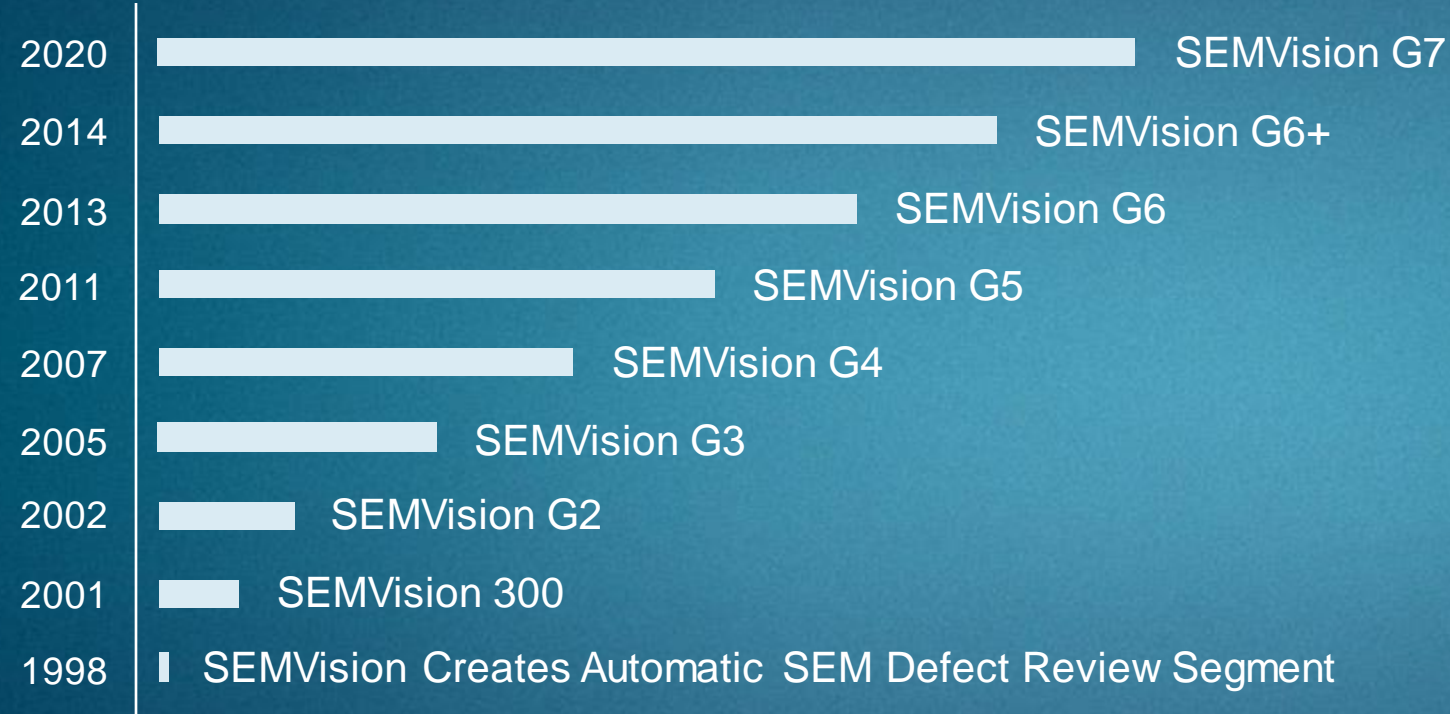 2020 SEMVision G7
2014 SEMVision G6+
2013 SEMVision G6
2011 SEMVision G5
2007 SEMVision G4
2005 SEMVision G3
2002 SEMVision G2
2001 SEMVision 300
1998 SEMVision Creates Automatic SEM Defect Review Segment